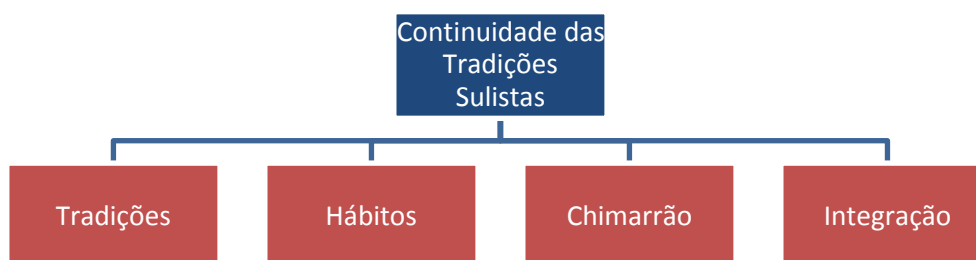 Continuidade das
Tradições
Sulistas
Tradições
Hábitos
Chimarrão
Integração